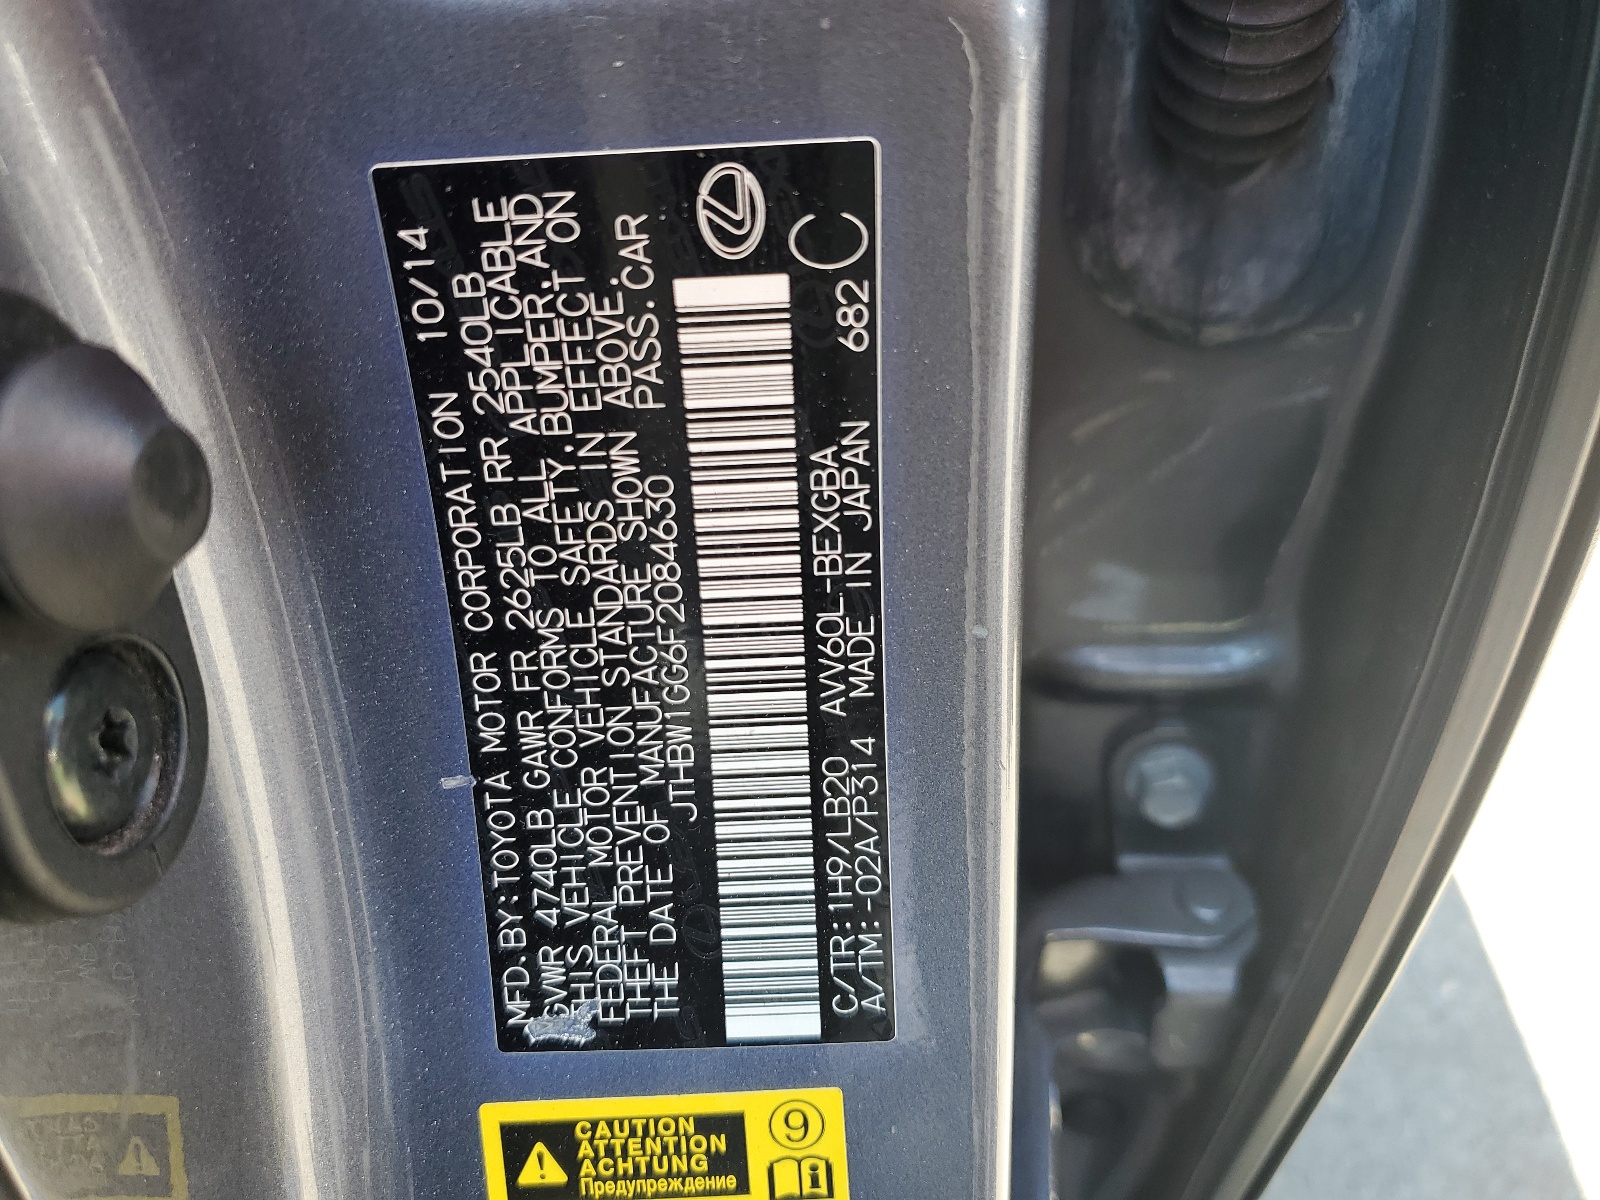 MFD.BY:TOYOTA MOTOR CORPORATION 10/14
GVWR 4740LB GAWR FR 2625LB RR 2540LB
THIS VEHICLE CONFORMS TO ALL APPLICABLE
FEDERAL MOTOR VEHICLE SAFETY,BUMPER,AND
THEFT PREVENTION STANDARDS IN EFFECT ON
THE DATE OF MANUFACTURE SHOWN ABOVE.
JTHBW1GG6F2084630 PASS.CAR
C/TR:1H9/LB20 AVV60L-BEXGBA 682 C
A/TM:-02A/P314 MADE IN JAPAN
CAUTION
ATTENTION
ACHTUNG
Предупреждение
9
i